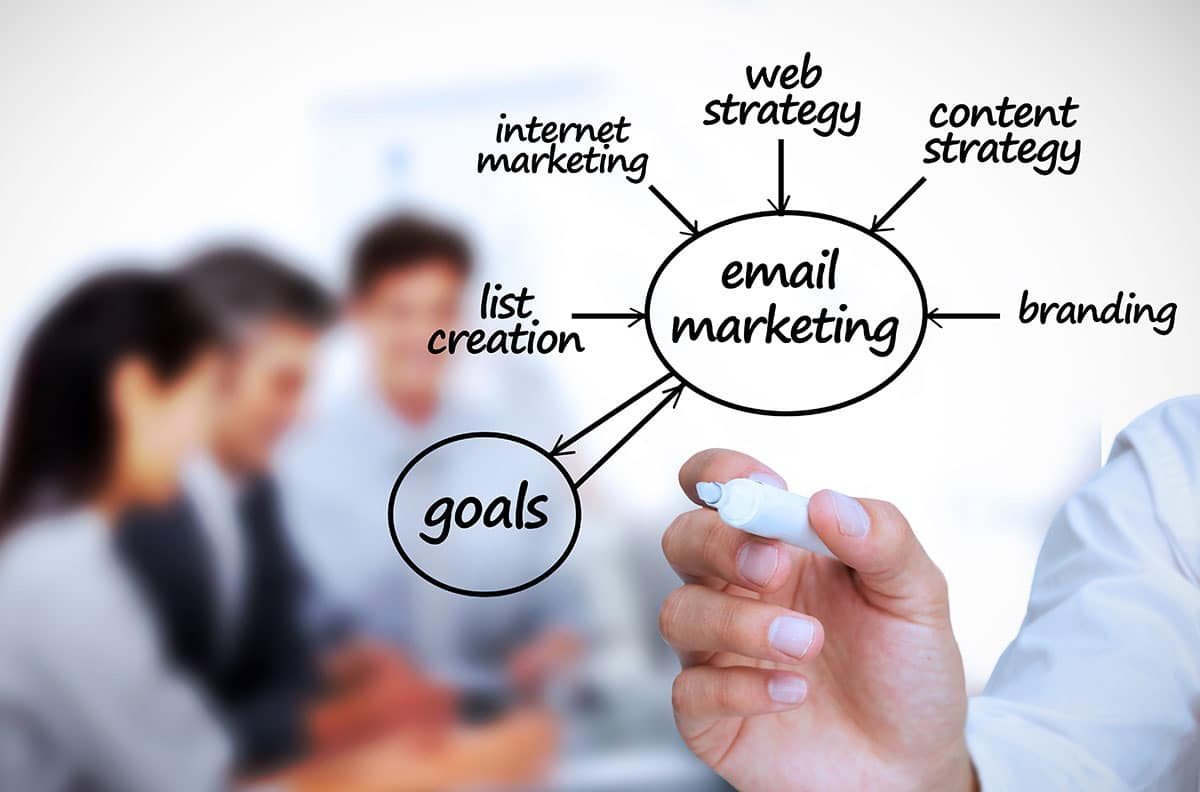 web
strategy
internet
marketing
content
strategy
email
marketing
list
creation
branding
goals